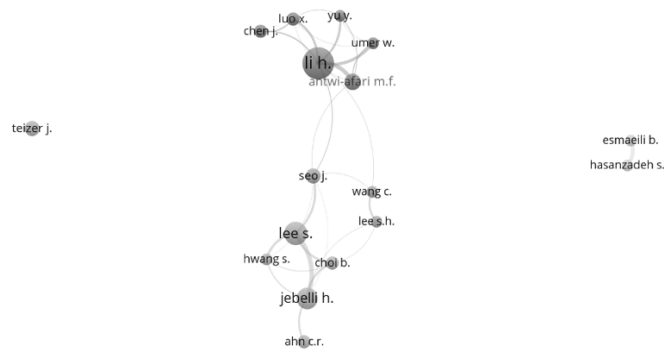 yu y.
luo x.
chen j.
umer w.
li h.
antwi-afari m.f.
teizer j.
esmaeili b.
hasanzadeh s.
seo j.
wang c.
lee s.h.
lee s.
hwang s.
choi b.
jebelli h.
ahn c.r.